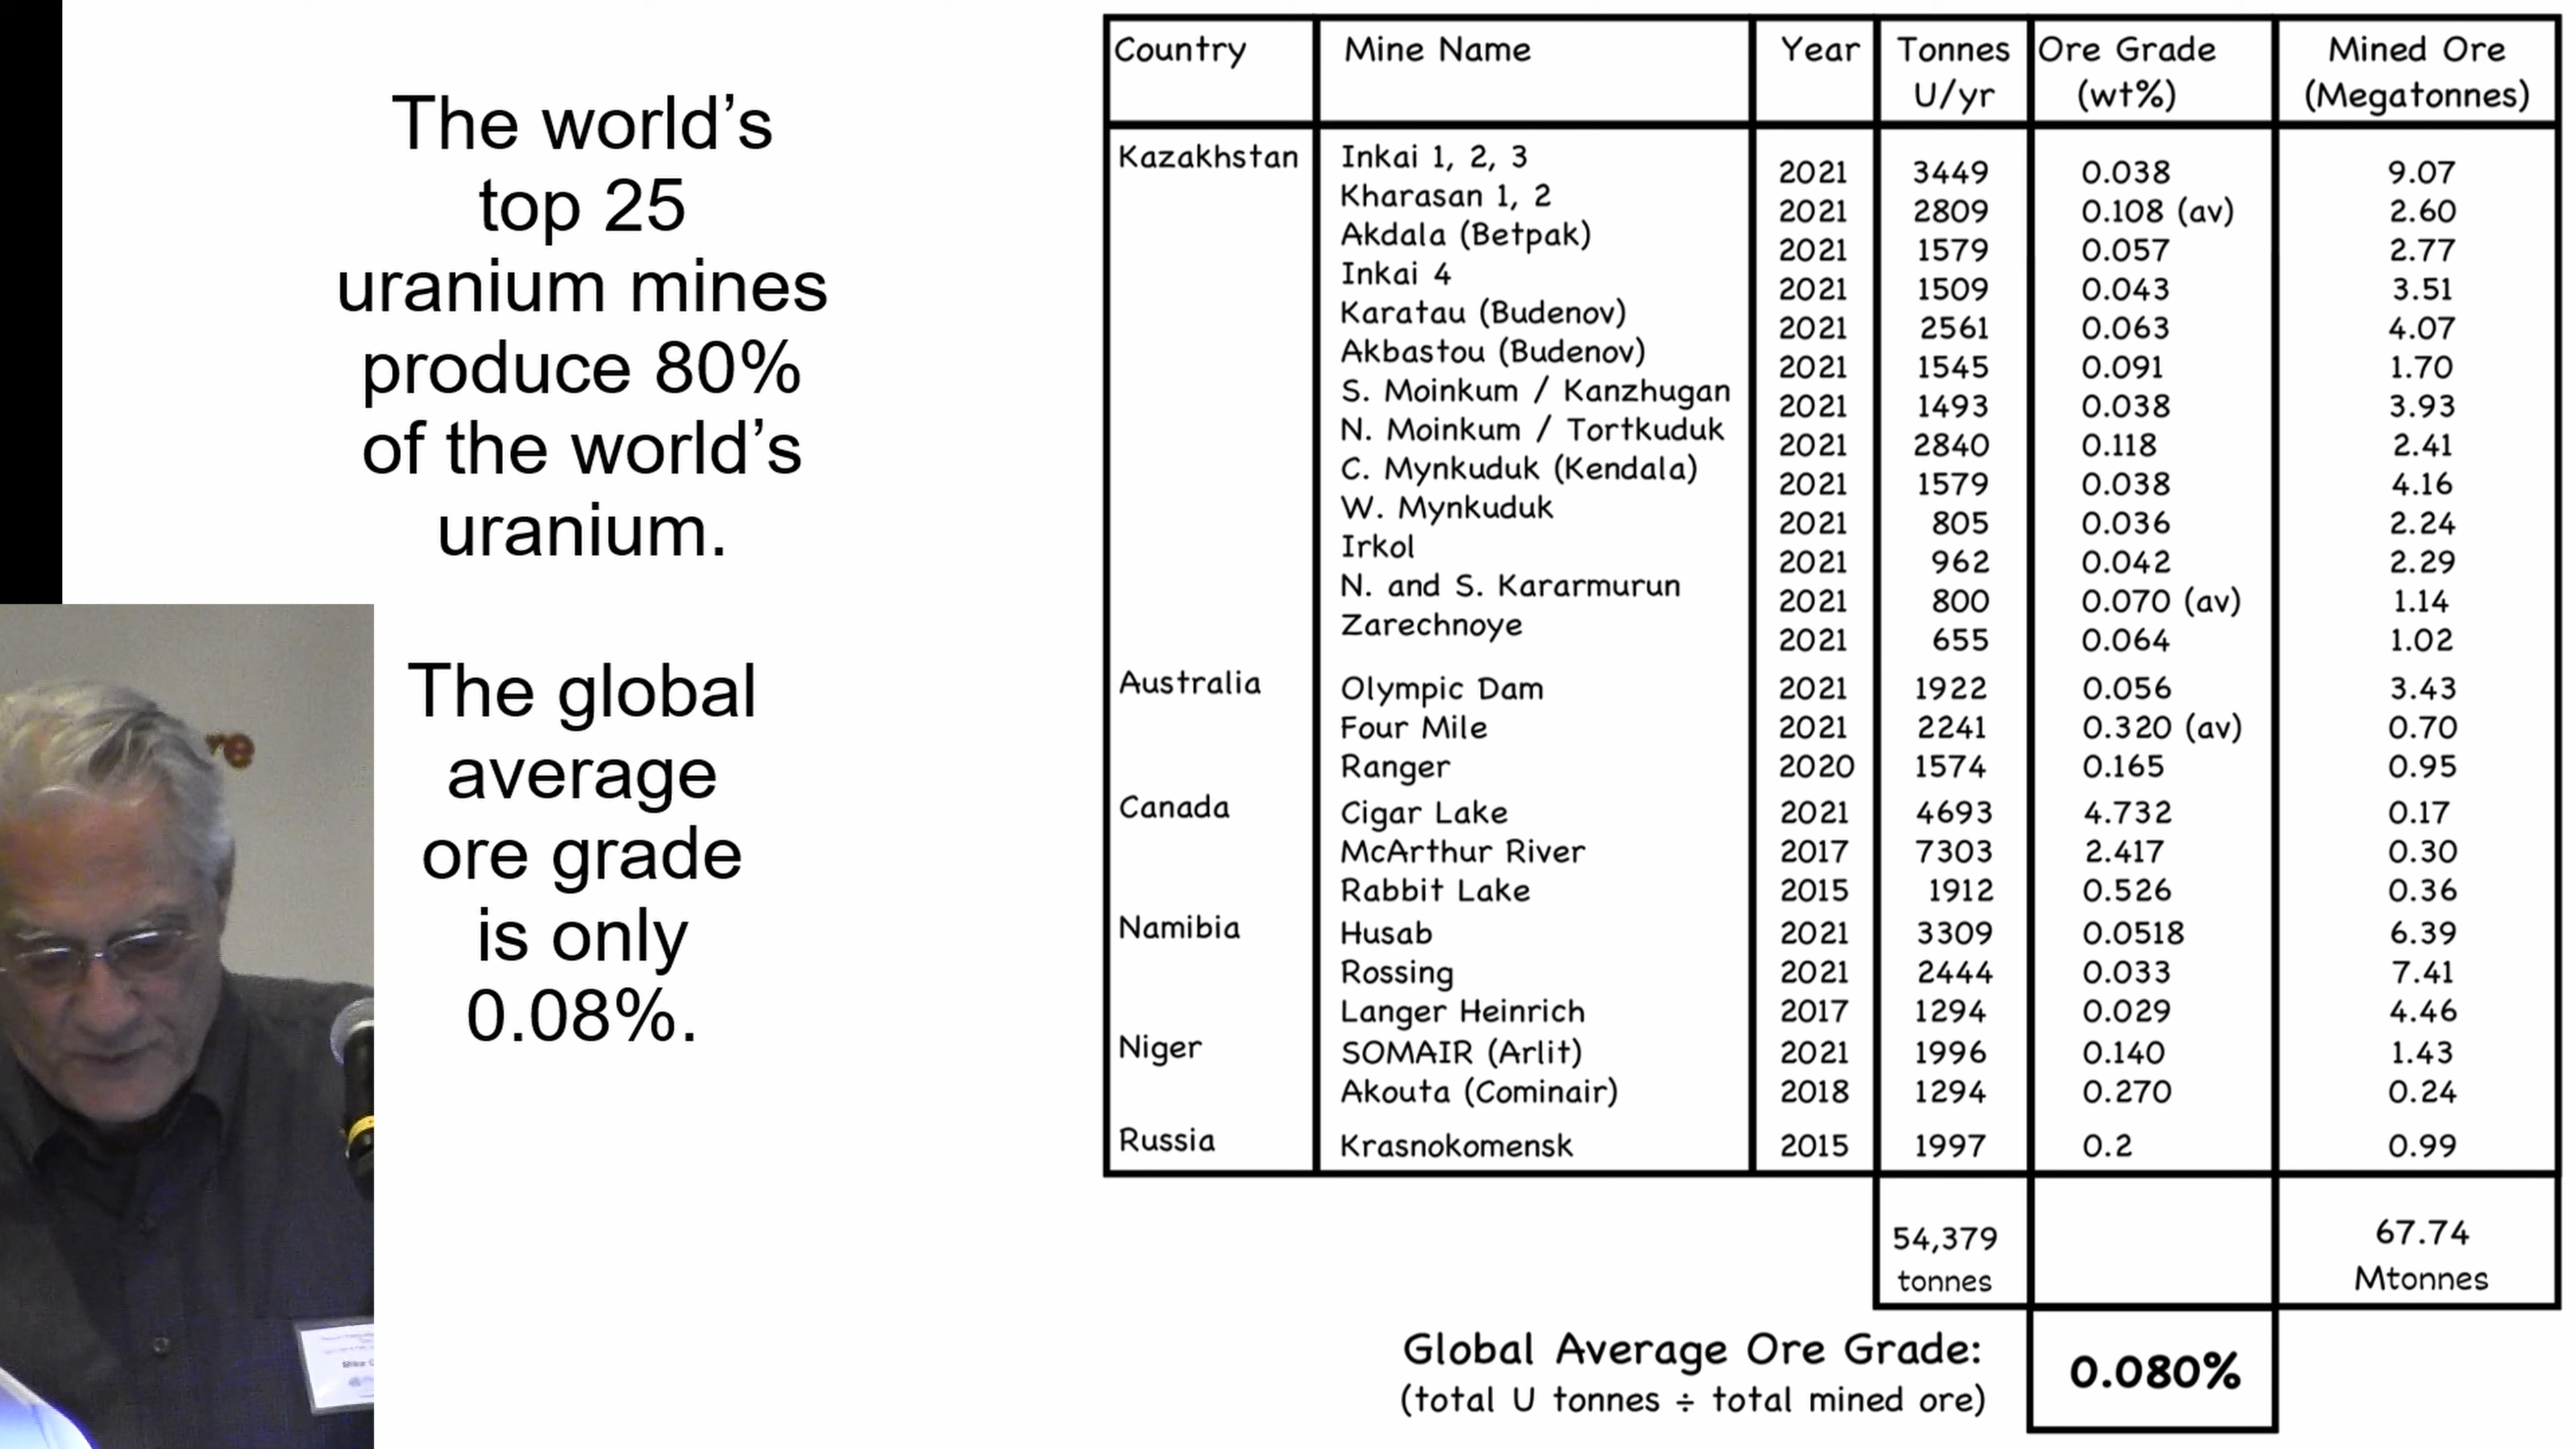 The world's
top 25
uranium mines
produce 80%
of the world's
uranium.
The global
average
ore grade
is only
0.08%.
Country Mine Name Year Tonnes U/yr Ore Grade (wt%) Mined Ore (Megatonnes)
Kazakhstan Inkai 1, 2, 3 2021 3449 0.038 9.07
Kharasan 1, 2 2021 2809 0.108 (av) 2.60
Akdala (Betpak) 2021 1579 0.057 2.77
Inkai 4 2021 1509 0.043 3.51
Karatau (Budenov) 2021 2561 0.063 4.07
Akbastou (Budenov) 2021 1545 0.091 1.70
S. Moinkum / Kanzhugan 2021 1493 0.038 3.93
N. Moinkum / Tortkuduk 2021 2840 0.118 2.41
C. Mynkuduk (Kendala) 2021 1579 0.038 4.16
W. Mynkuduk 2021 805 0.036 2.24
Irkol 2021 962 0.042 2.29
N. and S. Kararmurun 2021 800 0.070 (av) 1.14
Zarechnoye 2021 655 0.064 1.02
Australia Olympic Dam 2021 1922 0.056 3.43
Four Mile 2021 2241 0.320 (av) 0.70
Ranger 2020 1574 0.165 0.95
Canada Cigar Lake 2021 4693 4.732 0.17
McArthur River 2017 7303 2.417 0.30
Rabbit Lake 2015 1912 0.526 0.36
Namibia Husab 2021 3309 0.0518 6.39
Rossing 2021 2444 0.033 7.41
Langer Heinrich 2017 1294 0.029 4.46
Niger SOMAIR (Arlit) 2021 1996 0.140 1.43
Akouta (Cominair) 2018 1294 0.270 0.24
Russia Krasnokomensk 2015 1997 0.2 0.99
54,379 tonnes 67.74 Mtonnes
Global Average Ore Grade: 0.080%
(total U tonnes ÷ total mined ore)
re
Mike